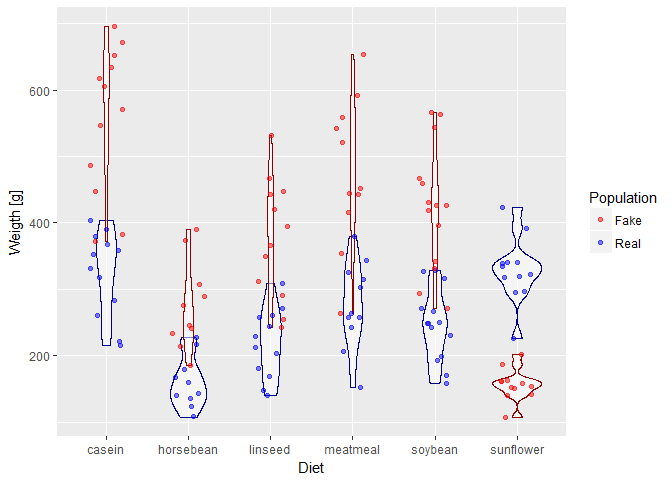 600
400
200
Weigth [g]
casein horsebean linseed meatmeal soybean sunflower
Diet
Population
Fake
Real